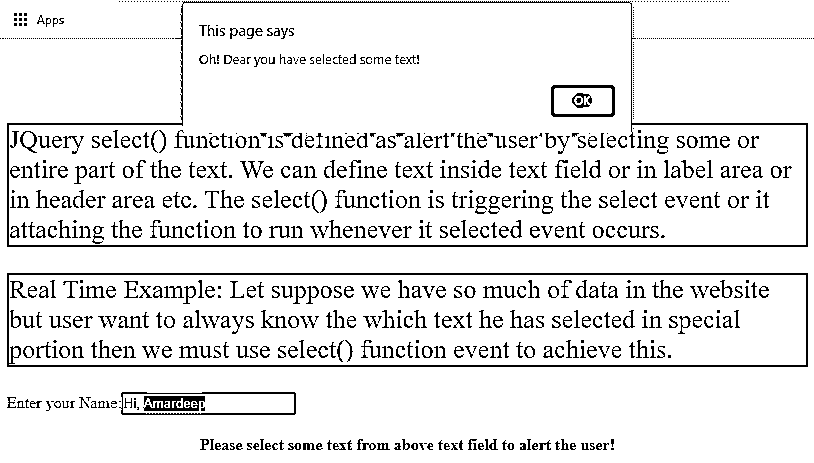 Apps
This page says
Oh! Dear you have selected some text!
OK
JQuery select() function is defined as alert the user by selecting some or
entire part of the text. We can define text inside text field or in label area or
in header area etc. The select() function is triggering the select event or it
attaching the function to run whenever it selected event occurs.
Real Time Example: Let suppose we have so much of data in the website
but user want to always know the which text he has selected in special
portion then we must use select() function event to achieve this.
Enter your Name: Hi, Amardeep
Please select some text from above text field to alert the user!